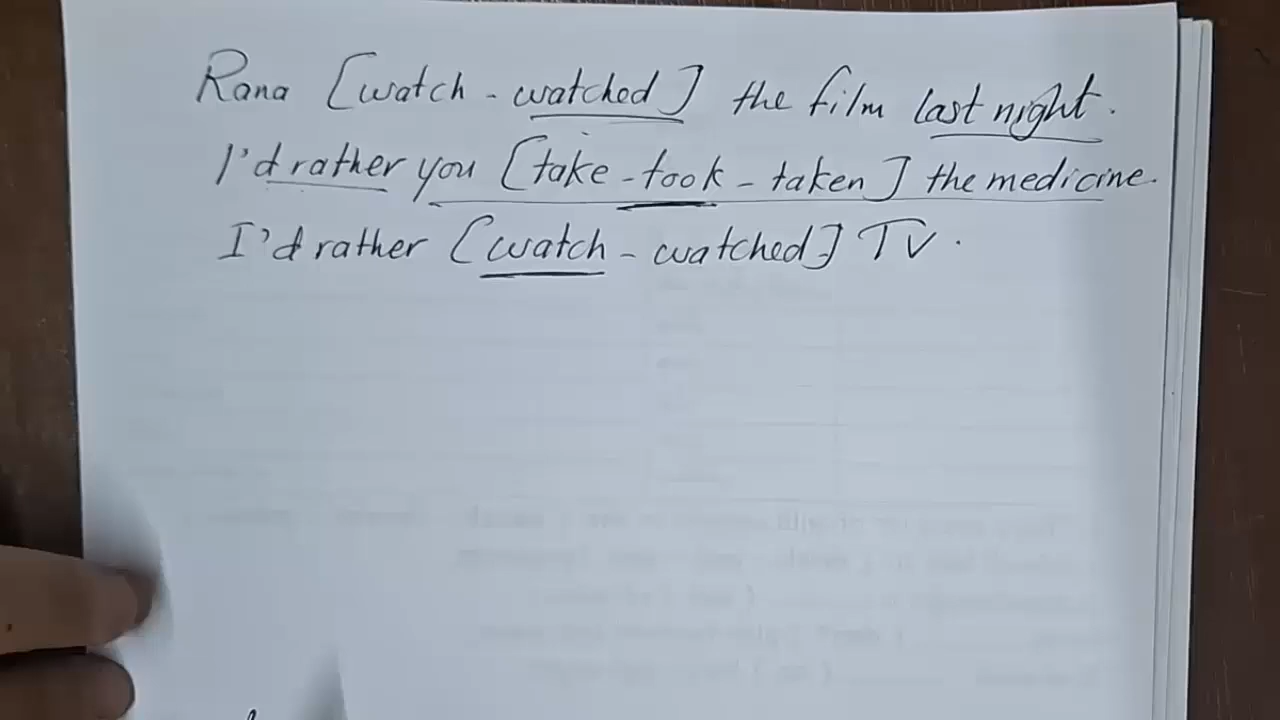 Rana [watch - watched] the film last night.
I'd rather you [take - took - taken] the medicine.
I'd rather [watch - watched] TV.